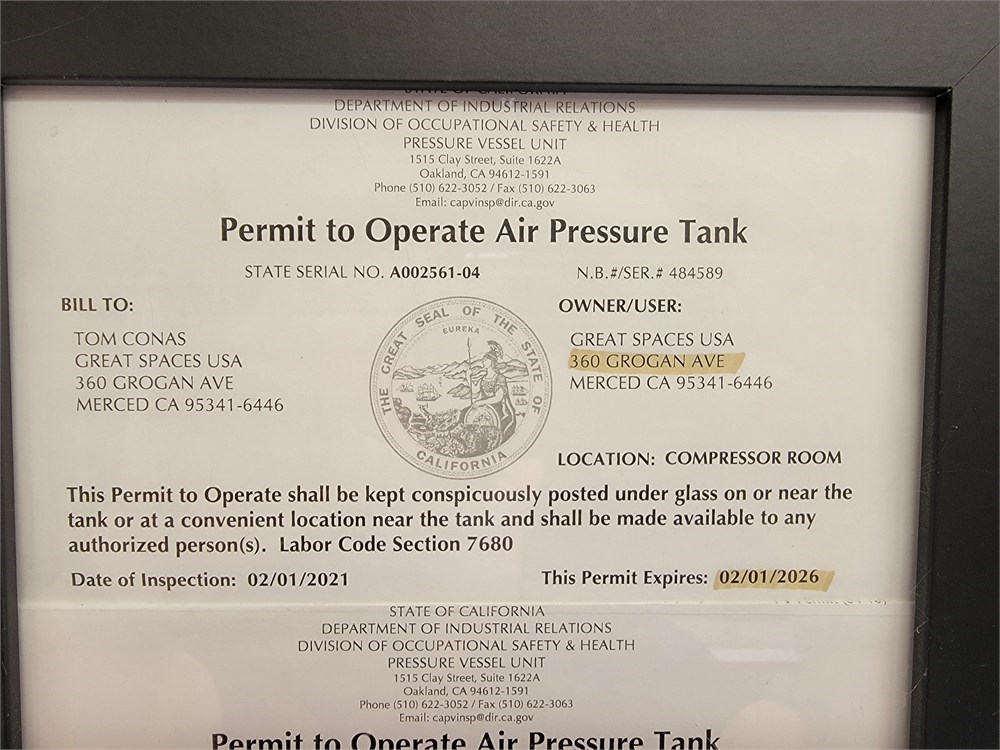 STATE OF CALIFORNIA
DEPARTMENT OF INDUSTRIAL RELATIONS
DIVISION OF OCCUPATIONAL SAFETY & HEALTH
PRESSURE VESSEL UNIT
1515 Clay Street, Suite 1622A
Oakland, CA 94612-1591
Phone (510) 622-3052 / Fax (510) 622-3063
Email: capvinsp@dir.ca.gov
Permit to Operate Air Pressure Tank
STATE SERIAL NO. A002561-04 N.B.#/SER.# 484589
BILL TO:
TOM CONAS
GREAT SPACES USA
360 GROGAN AVE
MERCED CA 95341-6446
THE GREAT SEAL OF THE STATE OF CALIFORNIA
EUREKA
OWNER/USER:
GREAT SPACES USA
360 GROGAN AVE
MERCED CA 95341-6446
LOCATION: COMPRESSOR ROOM
This Permit to Operate shall be kept conspicuously posted under glass on or near the
tank or at a convenient location near the tank and shall be made available to any
authorized person(s). Labor Code Section 7680
Date of Inspection: 02/01/2021 This Permit Expires: 02/01/2026
STATE OF CALIFORNIA
DEPARTMENT OF INDUSTRIAL RELATIONS
DIVISION OF OCCUPATIONAL SAFETY & HEALTH
PRESSURE VESSEL UNIT
1515 Clay Street, Suite 1622A
Oakland, CA 94612-1591
Phone (510) 622-3052 / Fax (510) 622-3063
Email: capvinsp@dir.ca.gov
Permit to Operate Air Pressure Tank